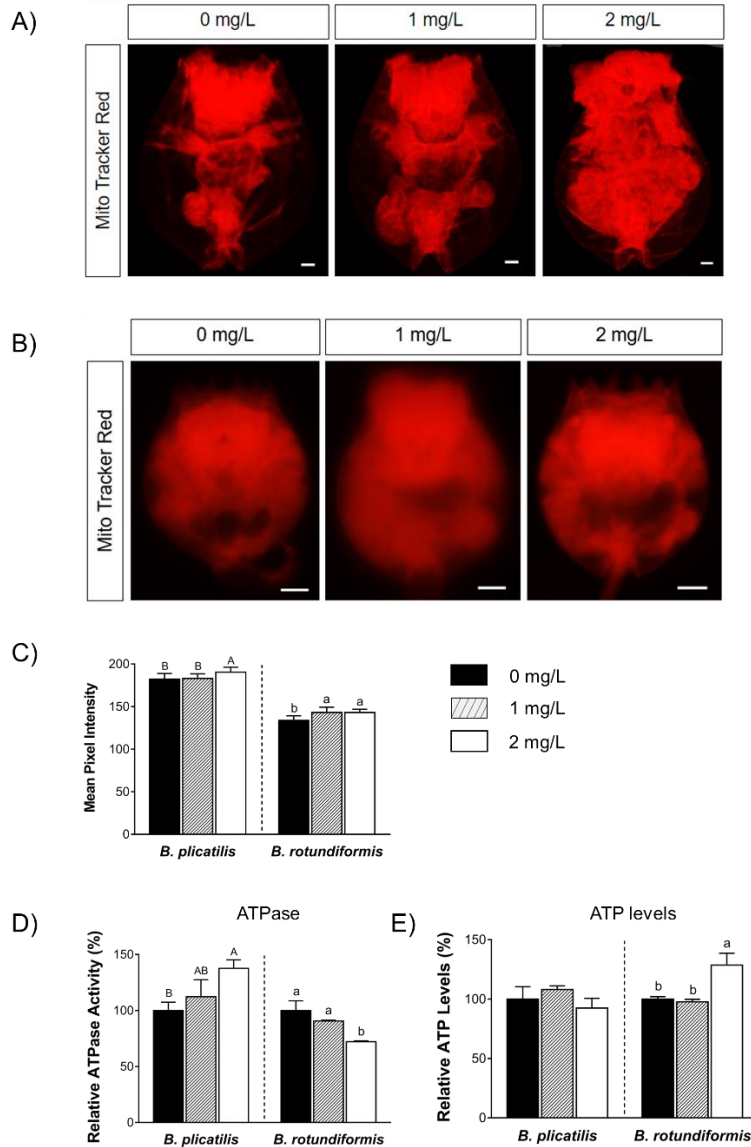 A)
0 mg/L 1 mg/L 2 mg/L
Mito Tracker Red
B)
0 mg/L 1 mg/L 2 mg/L
Mito Tracker Red
C)
Mean Pixel Intensity
200
150
100
50
0
B B A
b a a
B. plicatilis B. rotundiformis
0 mg/L
1 mg/L
2 mg/L
D)
ATPase
Relative ATPase Activity (%)
150
100
50
0
B AB A
a a b
B. plicatilis B. rotundiformis
E)
ATP levels
Relative ATP Levels (%)
150
100
50
0
b b a
B. plicatilis B. rotundiformis